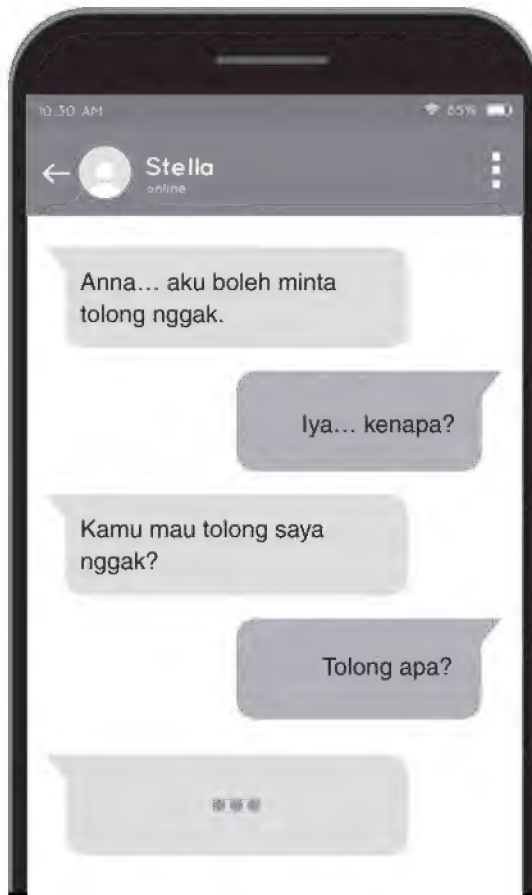 10:30 AM 65%
Stella
online
Anna... aku boleh minta
tolong nggak.
Iya... kenapa?
Kamu mau tolong saya
nggak?
Tolong apa?